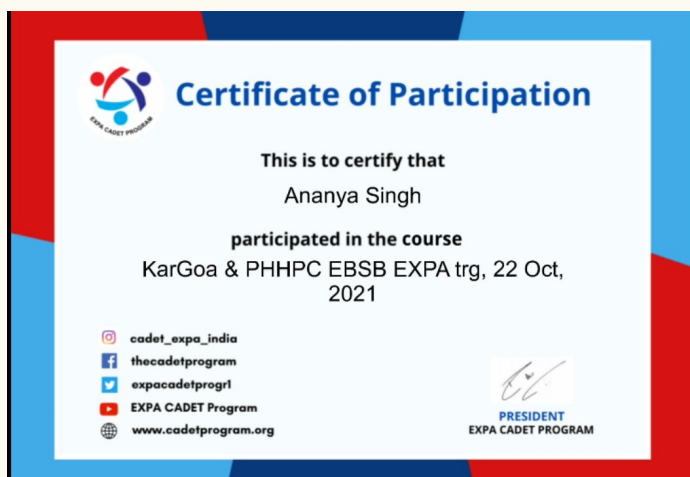 EXPA CADET PROGRAM
Certificate of Participation
This is to certify that
Ananya Singh
participated in the course
KarGoa & PHHPC EBSB EXPA trg, 22 Oct,
2021
cadet_expa_india
thecadetprogram
expacadetprogr1
EXPA CADET Program
www.cadetprogram.org
PRESIDENT
EXPA CADET PROGRAM